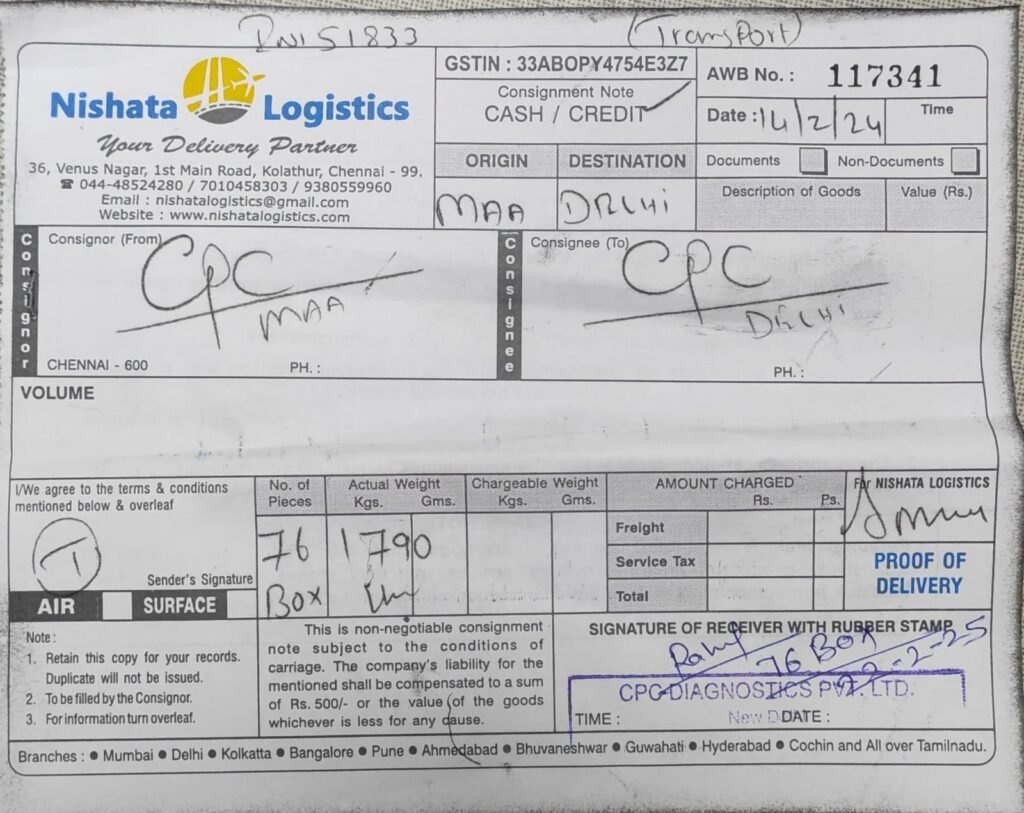 DNIS1833 (Transport)
Nishata Logistics
Your Delivery Partner
36, Venus Nagar, 1st Main Road, Kolathur, Chennai - 99.
☎ 044-48524280 / 7010458303 / 9380559960
Email : nishatalogistics@gmail.com
Website : www.nishatalogistics.com
GSTIN : 33ABOPY4754E3Z7
Consignment Note
CASH / CREDIT
AWB No. : 117341
Date : 14/2/24 Time
ORIGIN DESTINATION
MAA DELHI
Documents Non-Documents
Description of Goods Value (Rs.)
Consignor
Consignor (From)
CPC
MAA
CHENNAI - 600 PH. :
Consignee
Consignee (To)
CPC
DELHI
PH. :
VOLUME
I/We agree to the terms & conditions
mentioned below & overleaf
T
Sender's Signature
AIR SURFACE
No. of Pieces Actual Weight Kgs. Gms. Chargeable Weight Kgs. Gms.
76 1790
Box
AMOUNT CHARGED
Rs. Ps.
Freight
Service Tax
Total
For NISHATA LOGISTICS
PROOF OF
DELIVERY
Note :
1. Retain this copy for your records.
Duplicate will not be issued.
2. To be filled by the Consignor.
3. For information turn overleaf.
This is non-negotiable consignment
note subject to the conditions of
carriage. The company's liability for the
mentioned shall be compensated to a sum
of Rs. 500/- or the value of the goods
whichever is less for any cause.
SIGNATURE OF RECEIVER WITH RUBBER STAMP
76 Box
22-2-25
CPC DIAGNOSTICS PVT. LTD.
New D
TIME : DATE :
Branches : ● Mumbai ● Delhi ● Kolkatta ● Bangalore ● Pune ● Ahmedabad ● Bhuvaneshwar ● Guwahati ● Hyderabad ● Cochin and All over Tamilnadu.